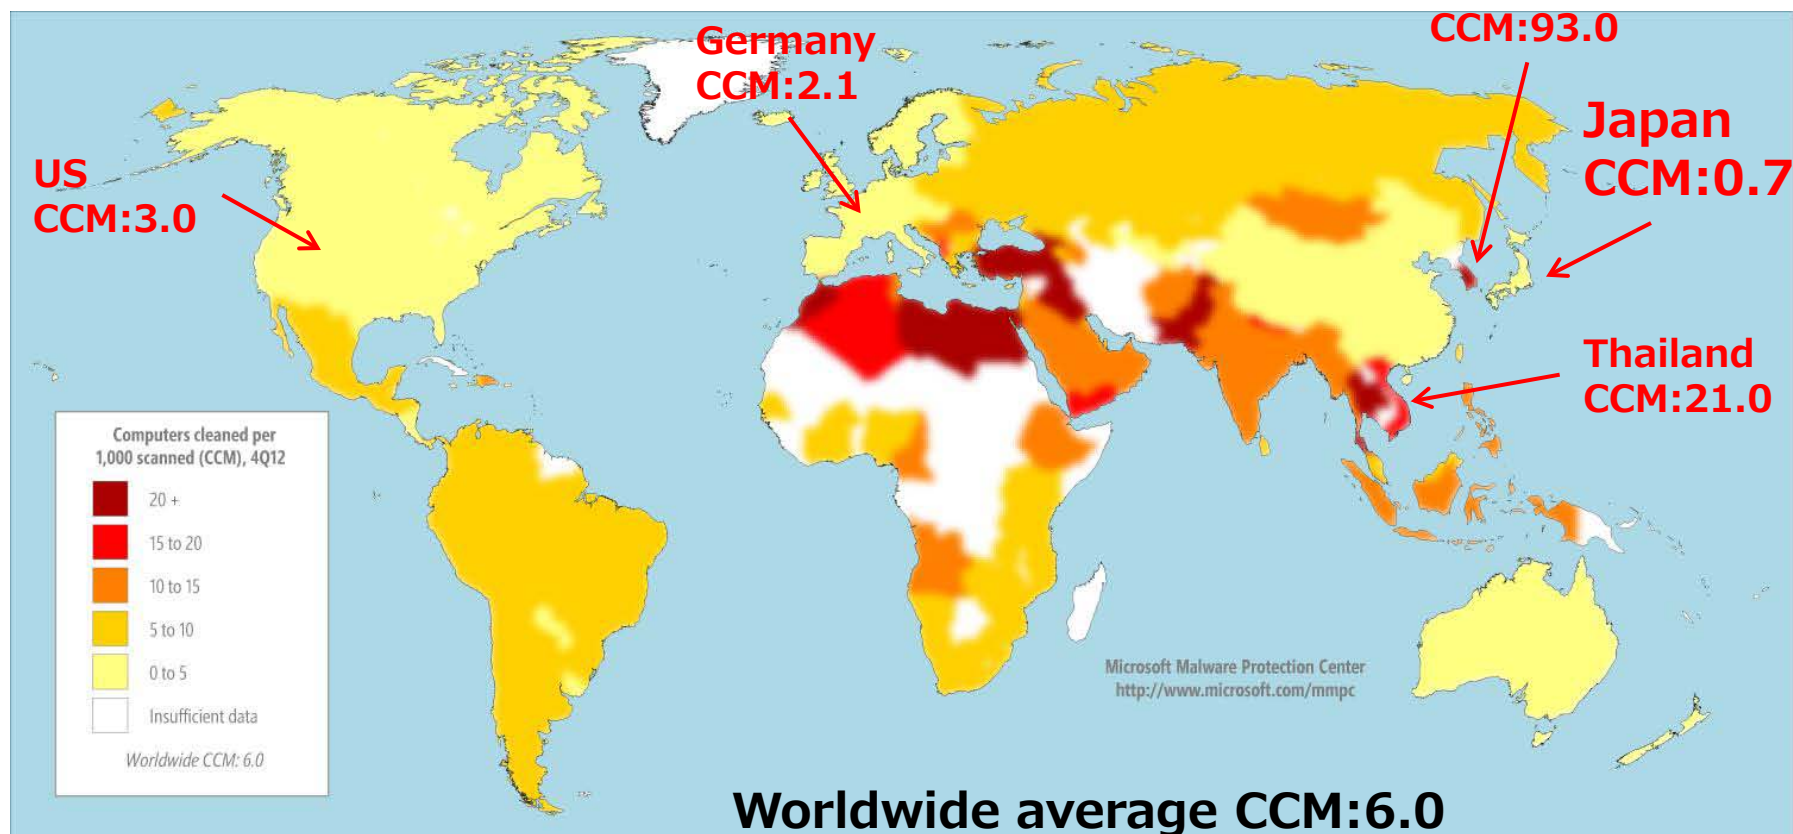 CCM:93.0
Germany
CCM:2.1
Japan
CCM:0.7
US
CCM:3.0
Thailand
CCM:21.0
Computers cleaned per
1,000 scanned (CCM), 4Q12
20 +
15 to 20
10 to 15
5 to 10
0 to 5
Insufficient data
Worldwide CCM: 6.0
Microsoft Malware Protection Center
http://www.microsoft.com/mmpc
Worldwide average CCM:6.0